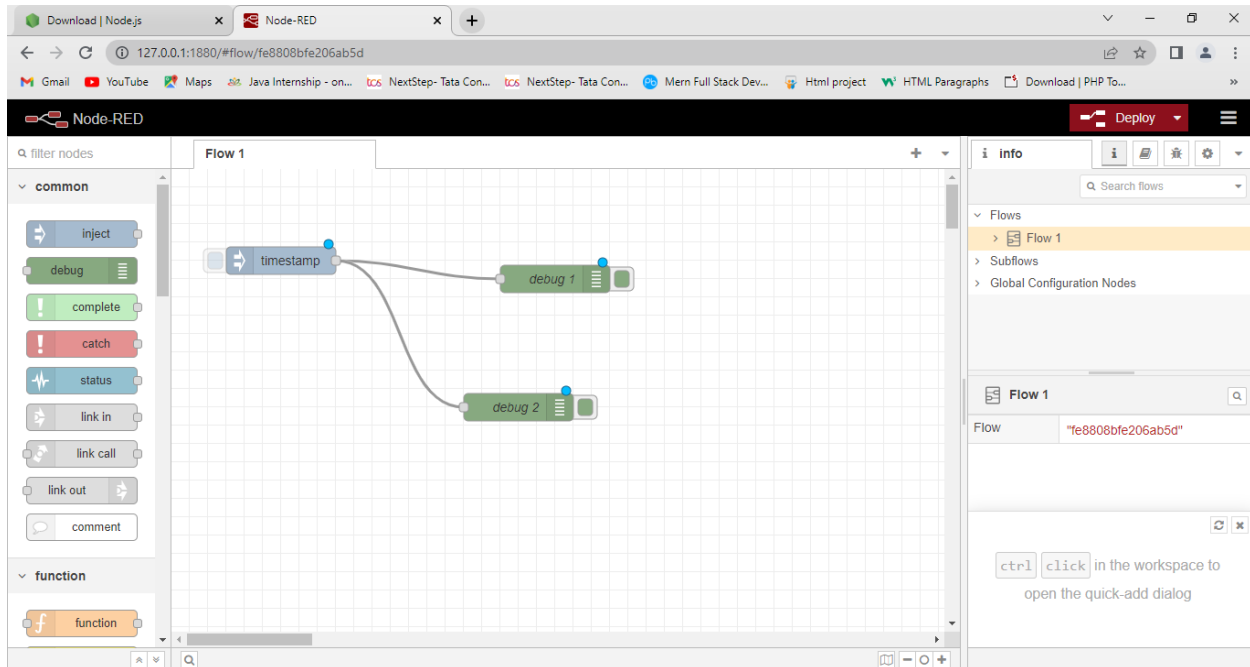 Download | Node.js
Node-RED
127.0.0.1:1880/#flow/fe8808bfe206ab5d
Gmail YouTube Maps Java Internship - on... tcs NextStep- Tata Con... tcs NextStep- Tata Con... Pb Mern Full Stack Dev... Html project HTML Paragraphs Download | PHP To... »
Node-RED
Deploy
filter nodes
Flow 1
i info
i
common
Search flows
inject
debug
complete
catch
status
link in
link call
link out
comment
function
function
timestamp
debug 1
debug 2
Flows
Flow 1
Subflows
Global Configuration Nodes
Flow 1
Flow "fe8808bfe206ab5d"
ctrl click in the workspace to
open the quick-add dialog